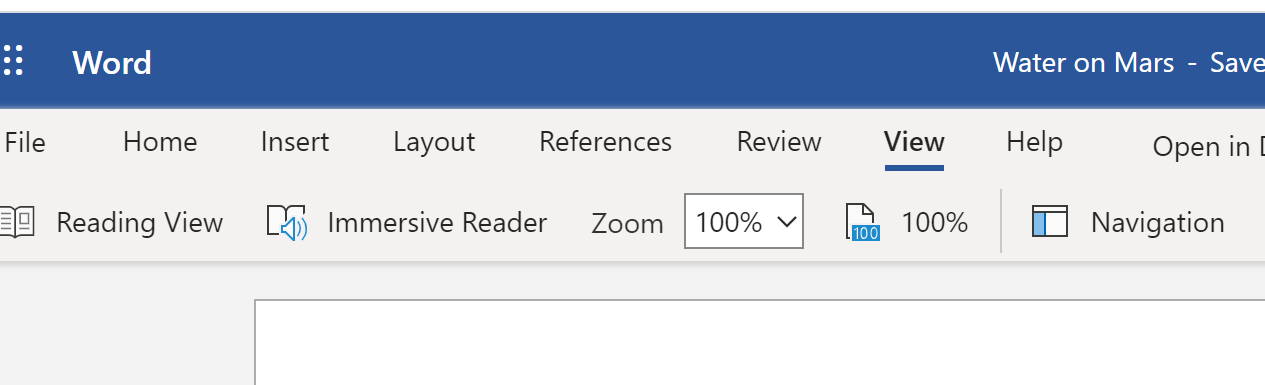 Word Water on Mars - Save
File Home Insert Layout References Review View Help Open in
Reading View Immersive Reader Zoom 100% 100 100% Navigation